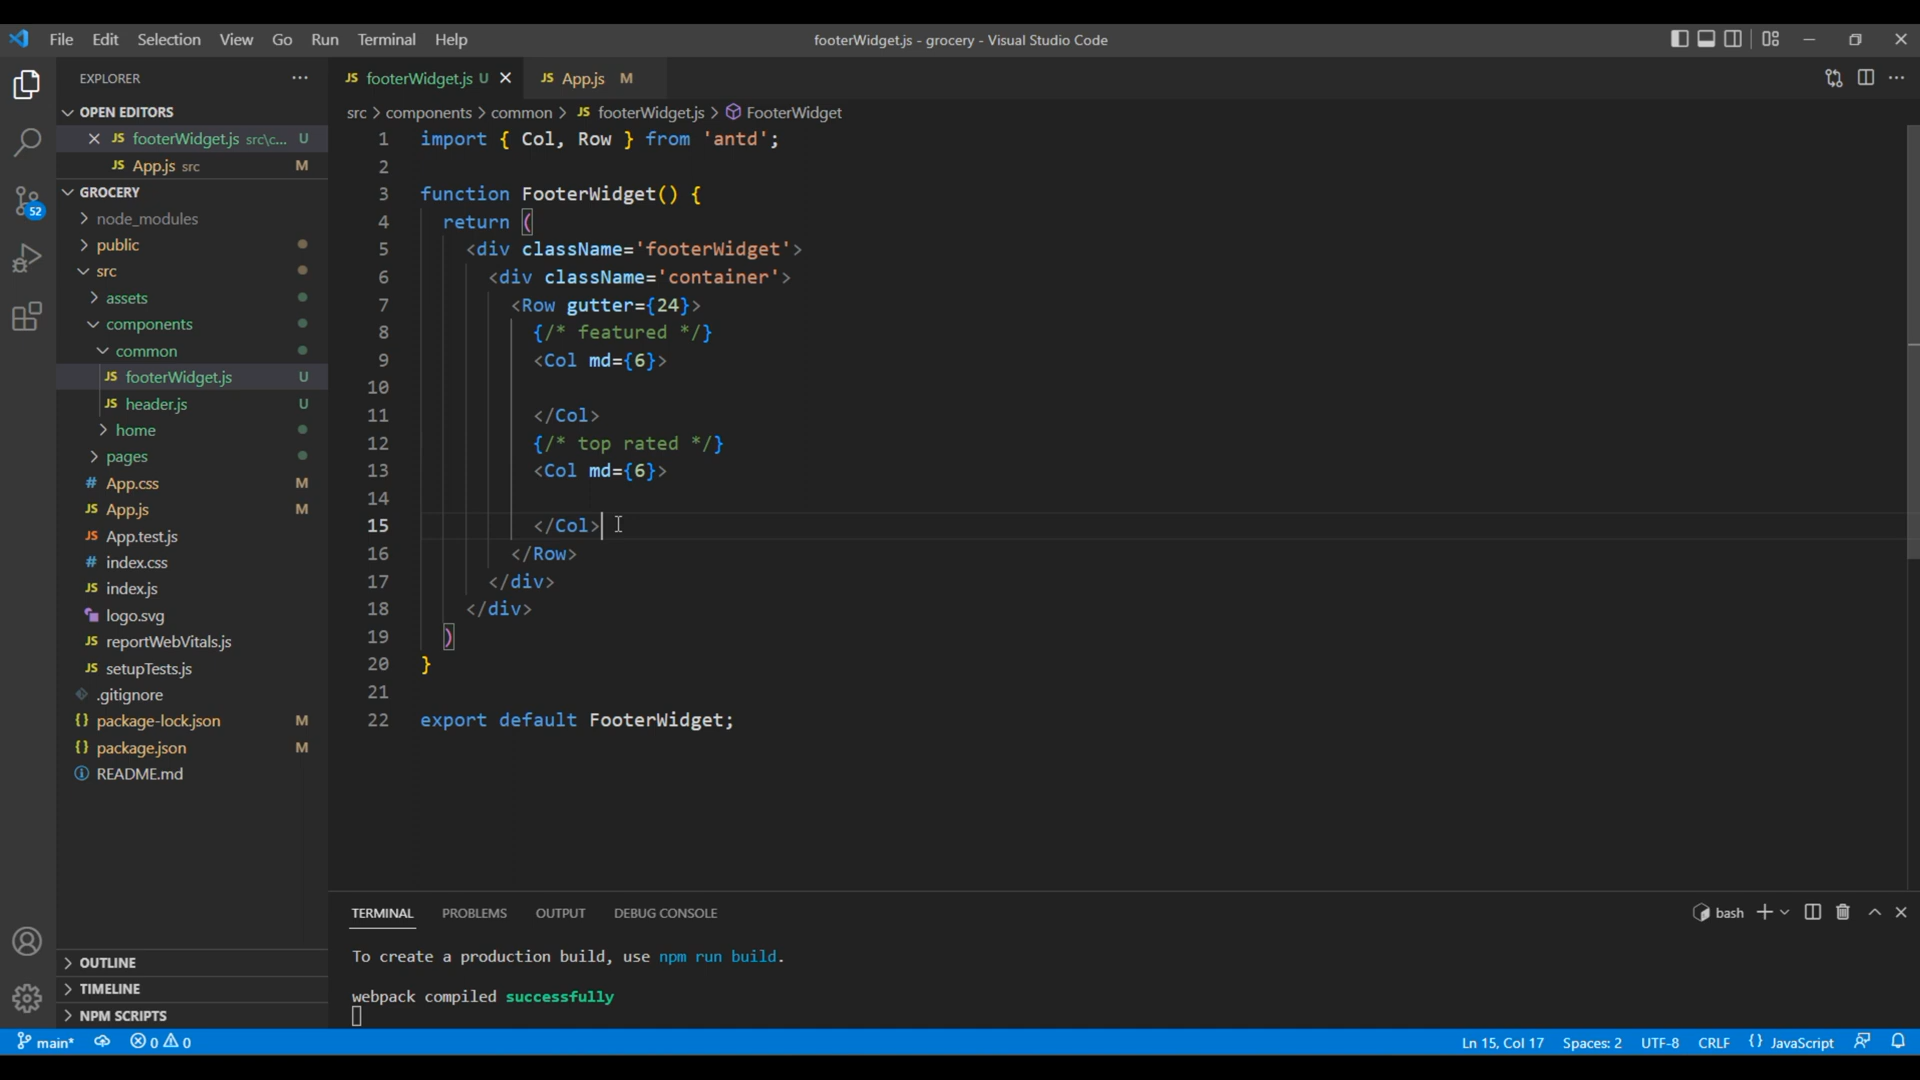 File Edit Selection View Go Run Terminal Help
footerWidget.js - grocery - Visual Studio Code
EXPLORER
OPEN EDITORS
JS footerWidget.js src\c... U
JS App.js src M
GROCERY
node_modules
public
src
assets
components
common
JS footerWidget.js U
JS header.js U
home
pages
# App.css M
JS App.js M
JS App.test.js
# index.css
JS index.js
logo.svg
JS reportWebVitals.js
JS setupTests.js
.gitignore
{} package-lock.json M
{} package.json M
README.md
OUTLINE
TIMELINE
NPM SCRIPTS
52
JS footerWidget.js U JS App.js M
src > components > common > JS footerWidget.js > FooterWidget
1 import { Col, Row } from 'antd';
2
3 function FooterWidget() {
4 return (
5 <div className='footerWidget'>
6 <div className='container'>
7 <Row gutter={24}>
8 {/* featured */}
9 <Col md={6}>
10
11 </Col>
12 {/* top rated */}
13 <Col md={6}>
14
15 </Col>
16 </Row>
17 </div>
18 </div>
19 )
20 }
21
22 export default FooterWidget;
TERMINAL PROBLEMS OUTPUT DEBUG CONSOLE
bash
To create a production build, use npm run build.
webpack compiled successfully
main* 0 0
Ln 15, Col 17 Spaces: 2 UTF-8 CRLF {} JavaScript